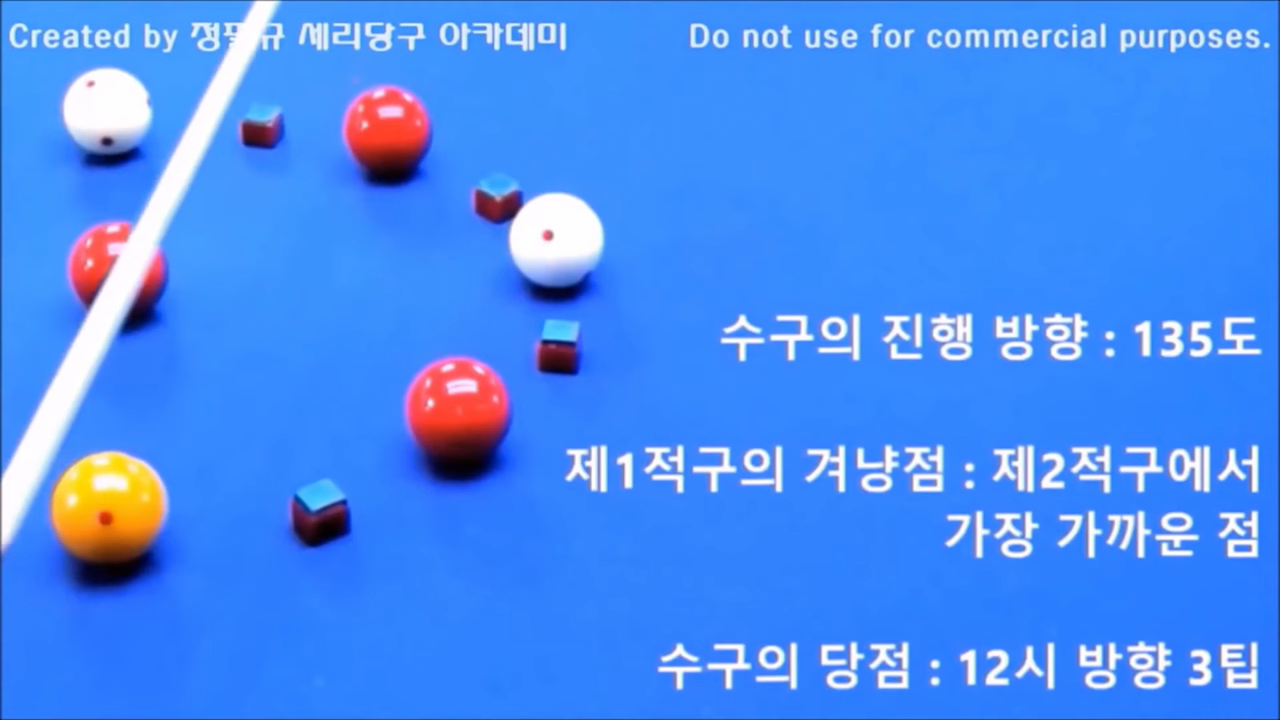 Created by 정필규 세리당구 아카데미
Do not use for commercial purposes.
수구의 진행 방향 : 135도
제1적구의 겨냥점 : 제2적구에서
가장 가까운 점
수구의 당점 : 12시 방향 3팁